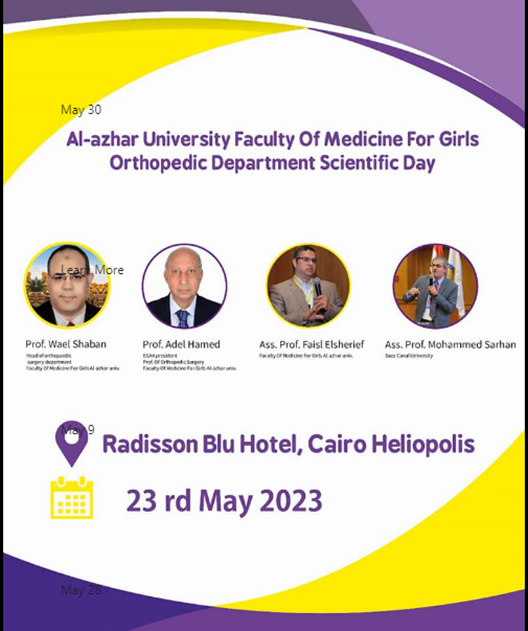 May 30
Al-azhar University Faculty Of Medicine For Girls
Orthopedic Department Scientific Day
Learn More
Prof. Wael Shaban
Head of orthopaedic
surgery department
Faculty Of Medicine For Girls Al-azhar univ.
Prof. Adel Hamed
EGAA president
Prof. Of Orthopedic Surgery
Faculty Of Medicine For Girls Al-azhar univ.
Ass. Prof. Faisl Elsherief
Faculty Of Medicine For Girls Al-azhar univ.
Ass. Prof. Mohammed Sarhan
Suez Canal University
May 9
Radisson Blu Hotel, Cairo Heliopolis
23 rd May 2023
May 28